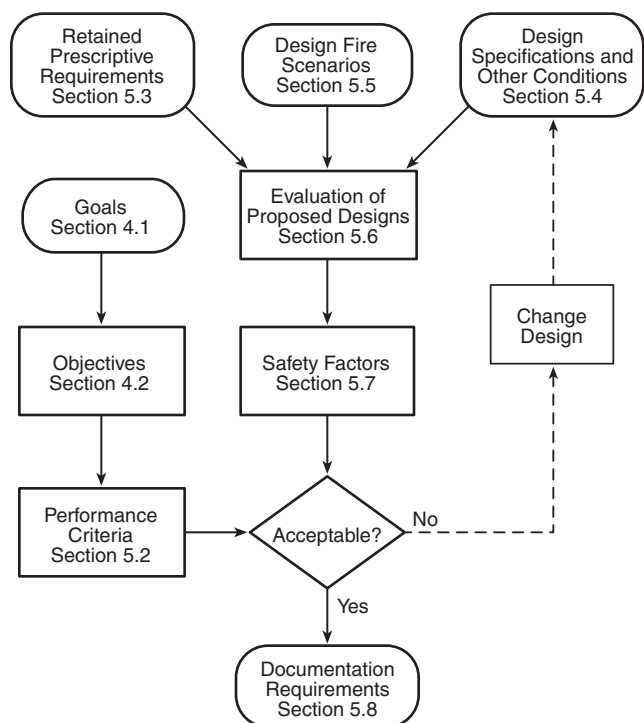 Retained
Prescriptive
Requirements
Section 5.3
Design Fire
Scenarios
Section 5.5
Design
Specifications and
Other Conditions
Section 5.4
Goals
Section 4.1
Evaluation of
Proposed Designs
Section 5.6
Change
Design
Objectives
Section 4.2
Safety Factors
Section 5.7
Performance
Criteria
Section 5.2
Acceptable?
No
Yes
Documentation
Requirements
Section 5.8